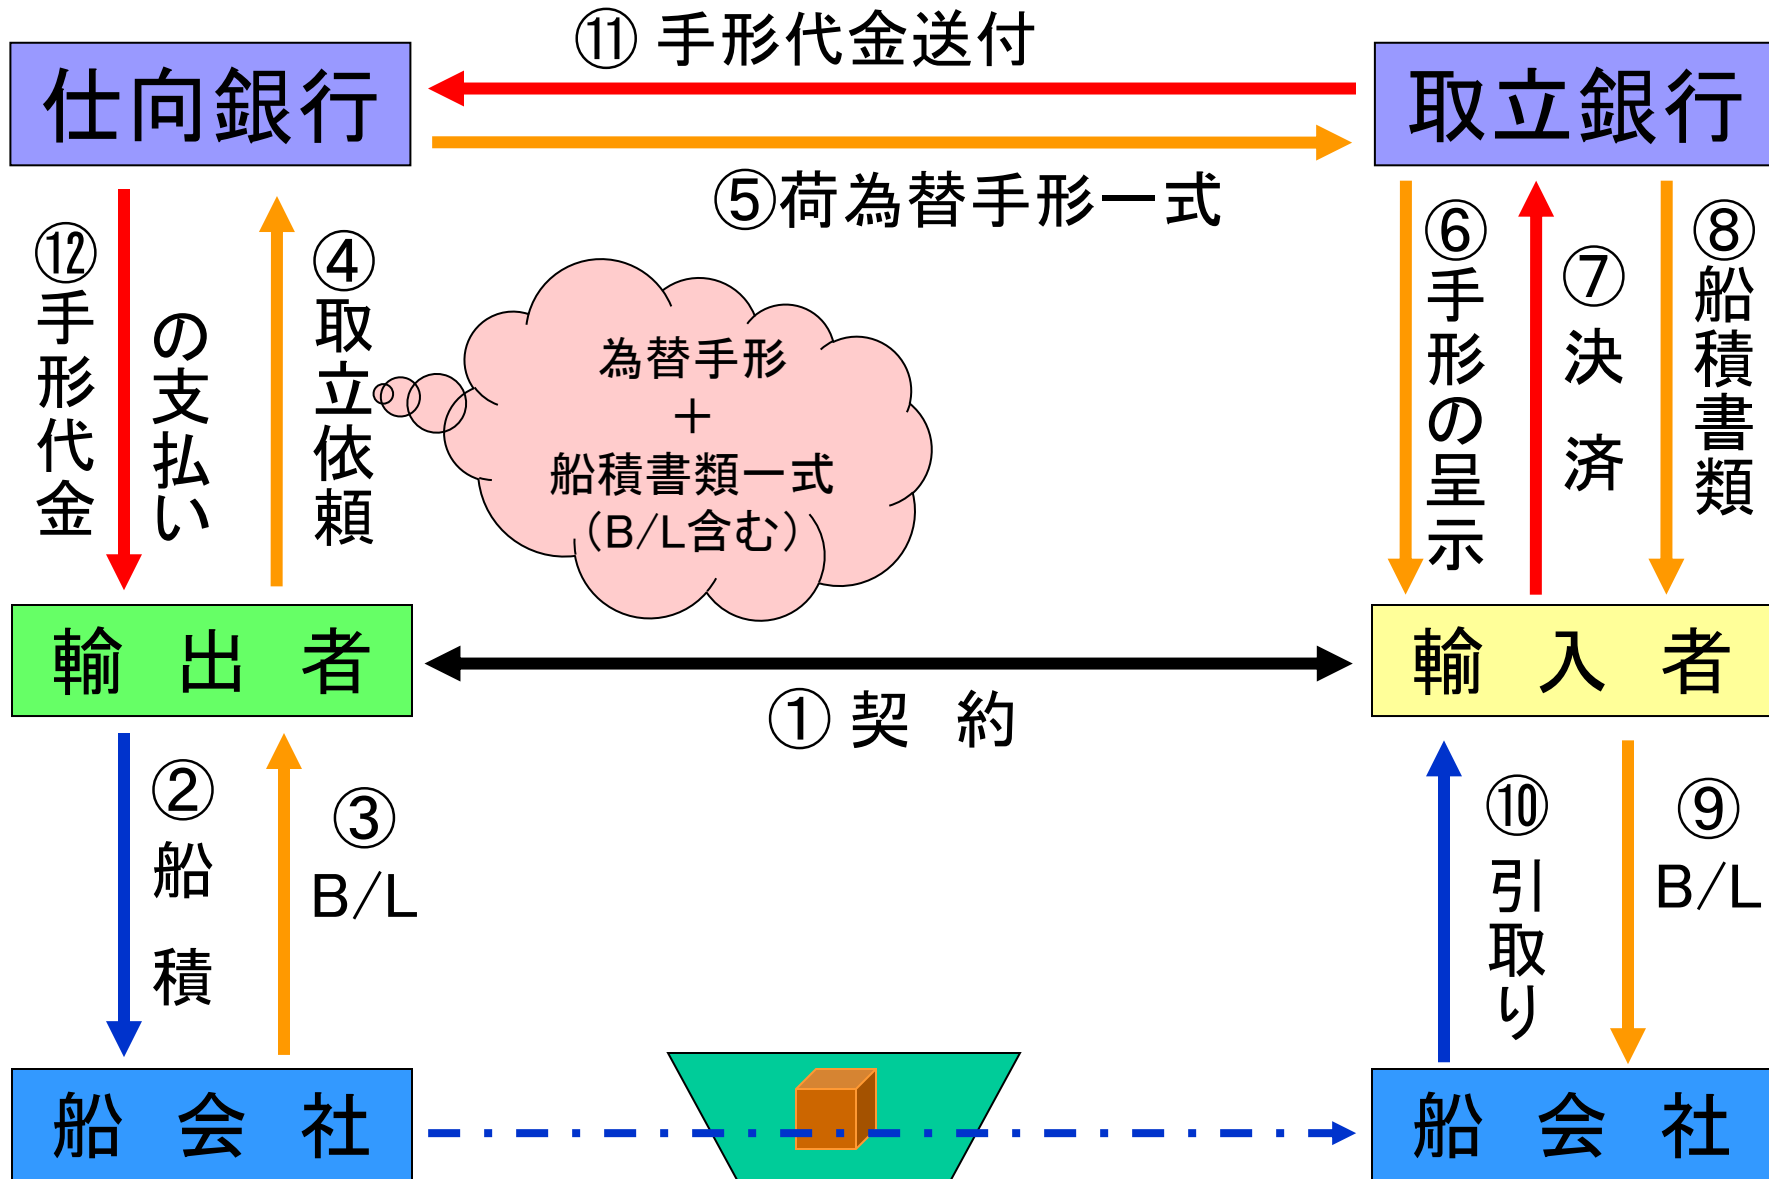 ⑪ 手形代金送付
仕向銀行
取立銀行
⑤荷為替手形一式
⑫手形代金
の支払い
④取立依頼
⑥手形の呈示
⑦決 済
⑧船積書類
為替手形
+
船積書類一式
（B/L含む）
輸 出 者
輸 入 者
① 契 約
②船 積
③
B/L
⑩引取り
⑨
B/L
船 会 社
船 会 社